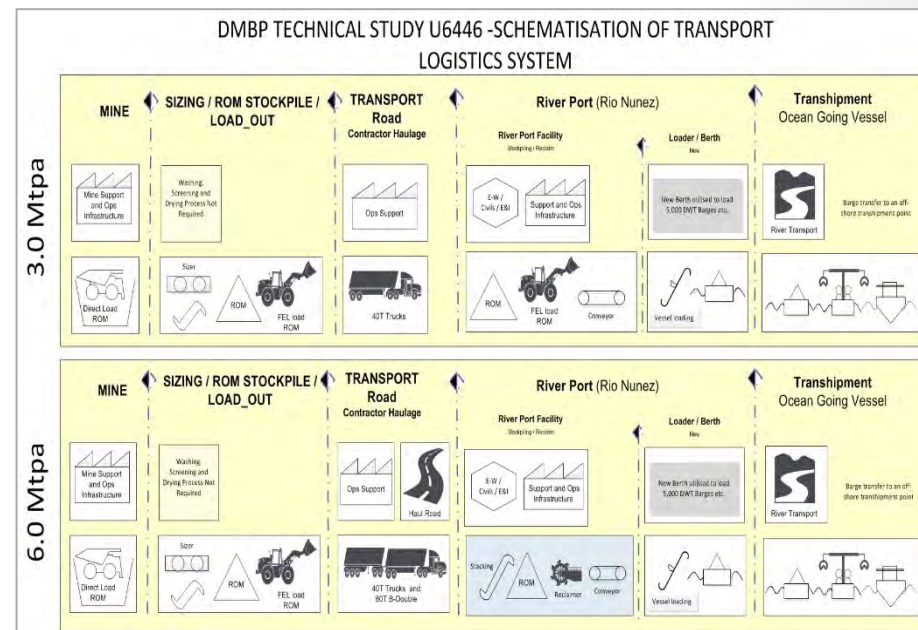 DMBP TECHNICAL STUDY U6446 -SCHEMATISATION OF TRANSPORT
LOGISTICS SYSTEM
3.0 Mtpa
MINE
SIZING / ROM STOCKPILE /
LOAD_OUT
TRANSPORT
Road
Contractor Haulage
River Port (Rio Nunez)
River Port Facility
Stockpiling / Reclaim
Loader / Berth
New
Transhipment
Ocean Going Vessel
Mine Support
and Ops
Infrastructure
Washing,
Screening and
Drying Process Not
Required
Ops Support
E-W /
Civils / E&I
Support and Ops
Infrastructure
New Berth utilised to load
5,000 DWT Barges etc.
River Transport
Barge transfer to an off-
shore transhipment point
Direct Load
ROM
Sizer
ROM
FEL load
ROM
40T Trucks
ROM
FEL load
ROM
Conveyor
Vessel loading
6.0 Mtpa
MINE
SIZING / ROM STOCKPILE /
LOAD_OUT
TRANSPORT
Road
Contractor Haulage
River Port (Rio Nunez)
River Port Facility
Stockpiling / Reclaim
Loader / Berth
New
Transhipment
Ocean Going Vessel
Mine Support
and Ops
Infrastructure
Washing,
Screening and
Drying Process Not
Required
Ops Support
Haul Road
E-W /
Civils / E&I
Support and Ops
Infrastructure
New Berth utilised to load
5,000 DWT Barges etc.
River Transport
Barge transfer to an off-
shore transhipment point
Direct Load
ROM
Sizer
ROM
FEL load
ROM
40T Trucks and
80T B-Double
Stacking
ROM
Reclaimer
Conveyor
Vessel loading